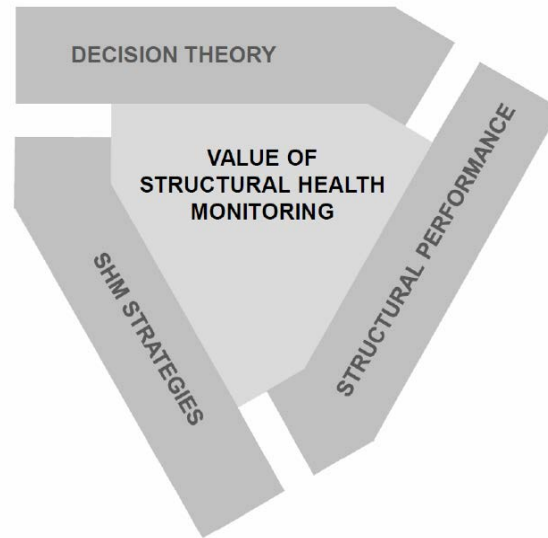 DECISION THEORY
VALUE OF
STRUCTURAL HEALTH
MONITORING
STRUCTURAL PERFORMANCE
SHM STRATEGIES